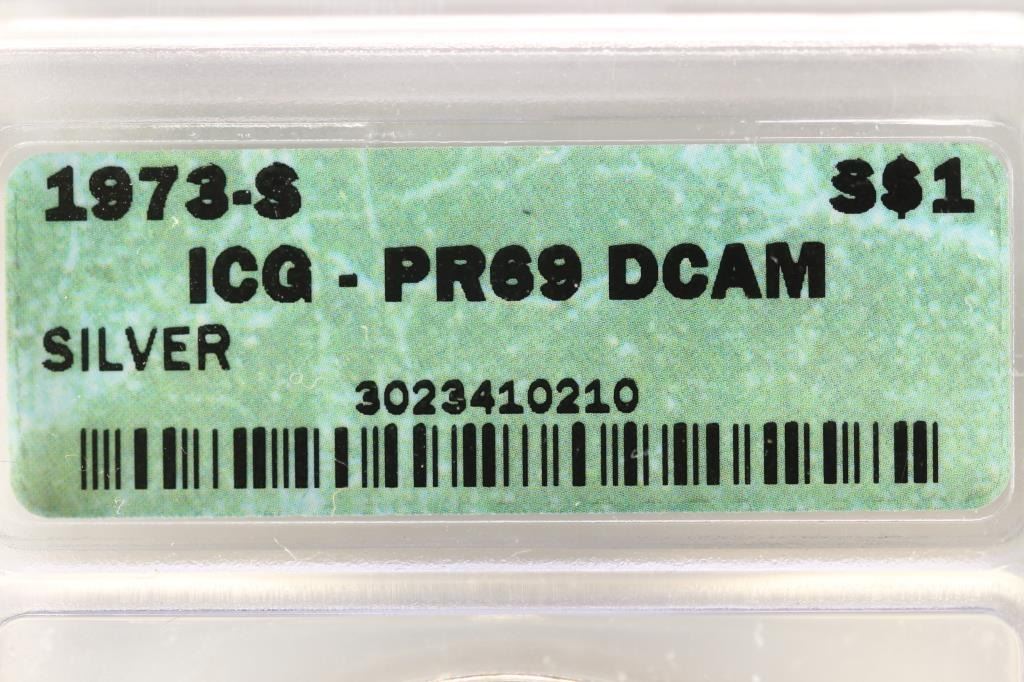 1973-S S$1
ICG - PR69 DCAM
SILVER
3023410210